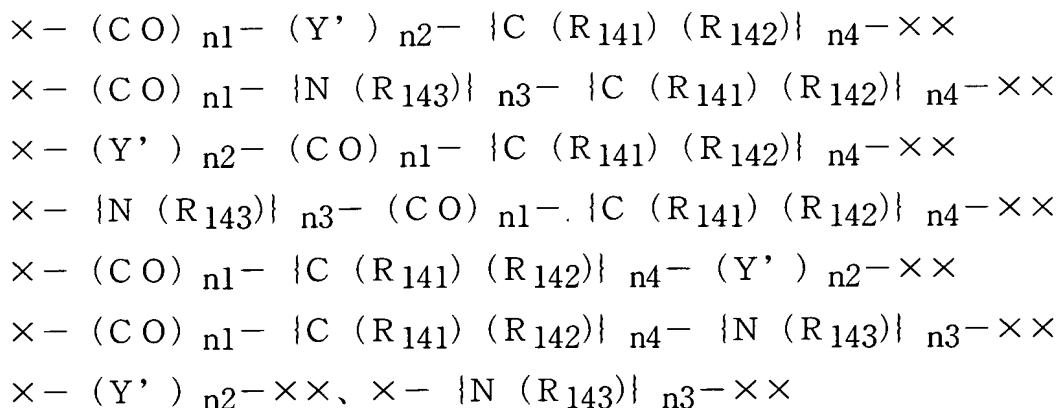 ×− (CO) n1− (Y’) n2− {C (R141) (R142)} n4−××
×− (CO) n1− {N (R143)} n3− {C (R141) (R142)} n4−××
×− (Y’) n2− (CO) n1− {C (R141) (R142)} n4−××
×− {N (R143)} n3− (CO) n1−. {C (R141) (R142)} n4−××
×− (CO) n1− {C (R141) (R142)} n4− (Y’) n2−××
×− (CO) n1− {C (R141) (R142)} n4− {N (R143)} n3−××
×− (Y’) n2−××、×− {N (R143)} n3−××